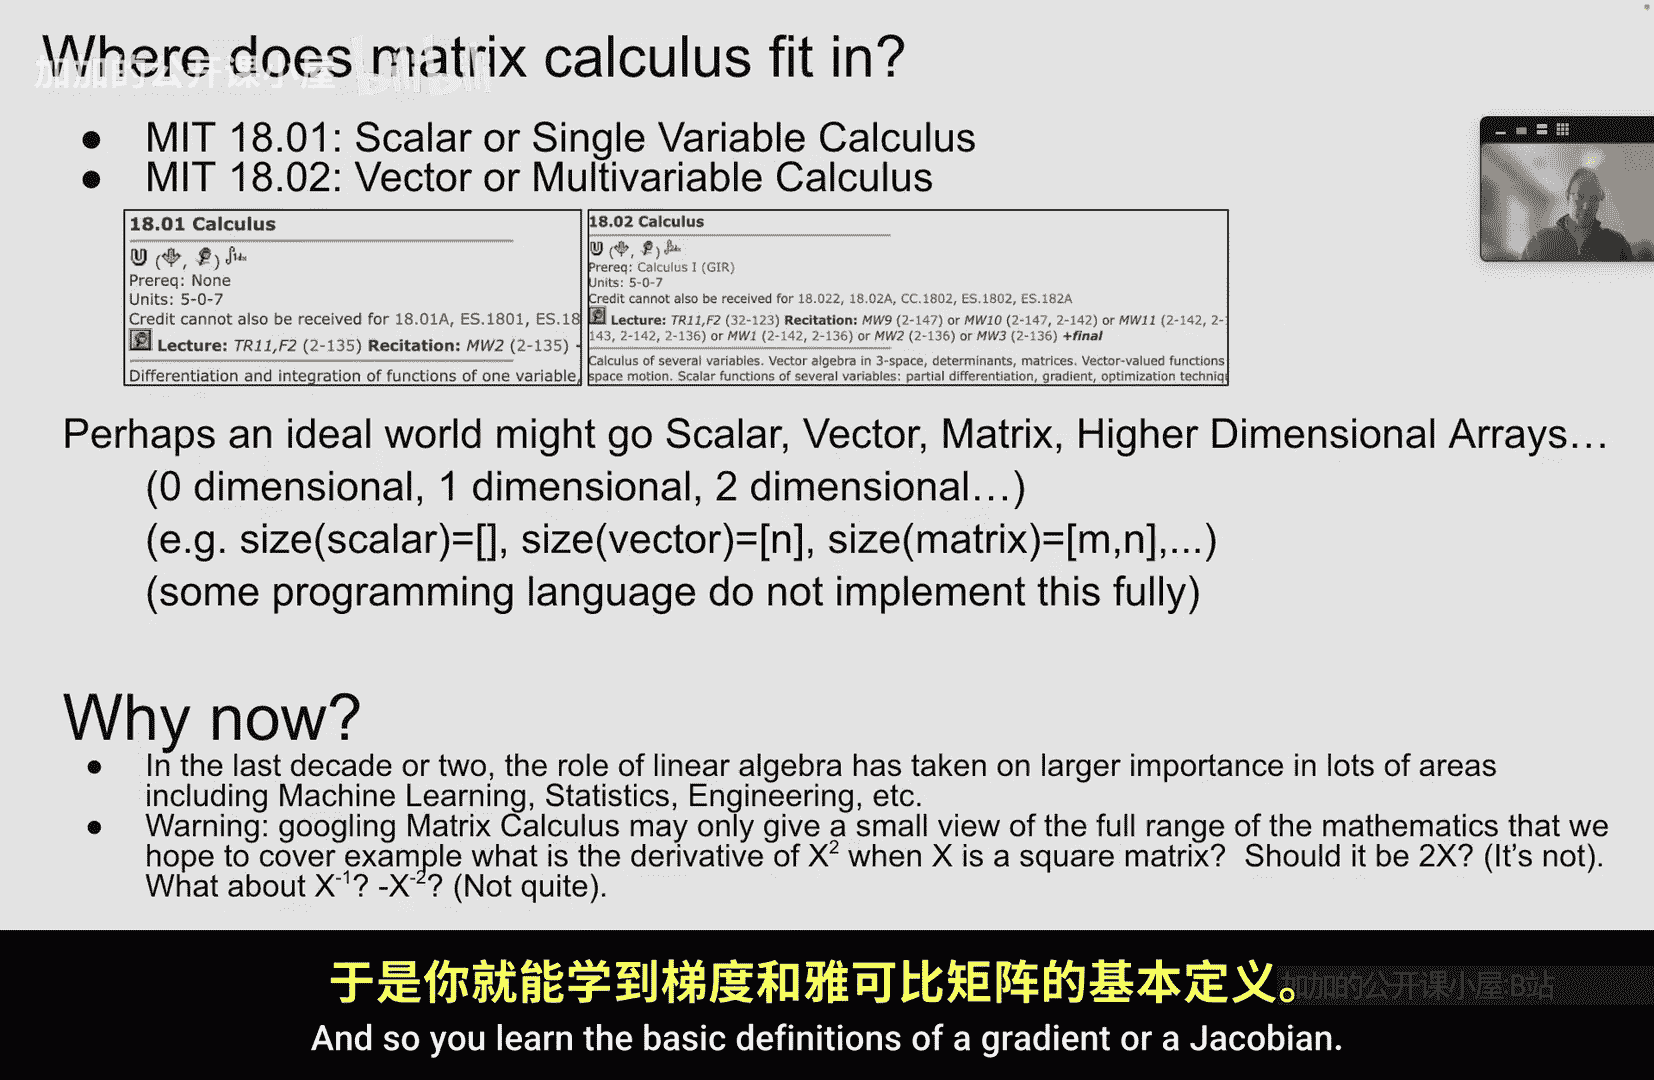 Where does matrix calculus fit in?
加加的公开课小屋 bilibili
● MIT 18.01: Scalar or Single Variable Calculus
● MIT 18.02: Vector or Multivariable Calculus
18.01 Calculus
Prereq: None
Units: 5-0-7
Credit cannot also be received for 18.01A, ES.1801, ES.18
Lecture: TR11,F2 (2-135) Recitation: MW2 (2-135)
Differentiation and integration of functions of one variable,
18.02 Calculus
Prereq: Calculus I (GIR)
Units: 5-0-7
Credit cannot also be received for 18.022, 18.02A, CC.1802, ES.1802, ES.182A
Lecture: TR11,F2 (32-123) Recitation: MW9 (2-147) or MW10 (2-147, 2-142) or MW11 (2-142, 2-
143, 2-142, 2-136) or MW1 (2-142, 2-136) or MW2 (2-136) or MW3 (2-136) +final
Calculus of several variables. Vector algebra in 3-space, determinants, matrices. Vector-valued functions
space motion. Scalar functions of several variables: partial differentiation, gradient, optimization techniq
Perhaps an ideal world might go Scalar, Vector, Matrix, Higher Dimensional Arrays…
(0 dimensional, 1 dimensional, 2 dimensional…)
(e.g. size(scalar)=[], size(vector)=[n], size(matrix)=[m,n],...)
(some programming language do not implement this fully)
Why now?
● In the last decade or two, the role of linear algebra has taken on larger importance in lots of areas
including Machine Learning, Statistics, Engineering, etc.
● Warning: googling Matrix Calculus may only give a small view of the full range of the mathematics that we
hope to cover example what is the derivative of X² when X is a square matrix? Should it be 2X? (It’s not).
What about X⁻¹? -X⁻²? (Not quite).
于是你就能学到梯度和雅可比矩阵的基本定义。
加加的公开课小屋 B站
And so you learn the basic definitions of a gradient or a Jacobian.